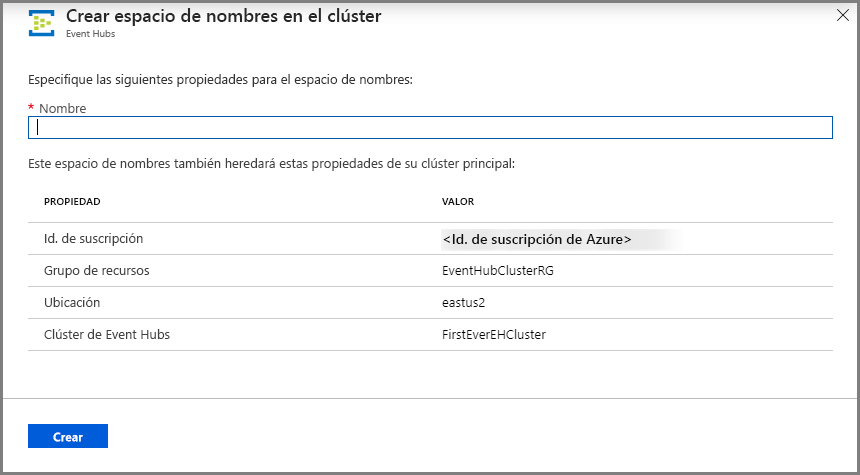 Crear espacio de nombres en el clúster
Event Hubs
Especifique las siguientes propiedades para el espacio de nombres:
* Nombre
Este espacio de nombres también heredará estas propiedades de su clúster principal:
PROPIEDAD VALOR
Id. de suscripción <Id. de suscripción de Azure>
Grupo de recursos EventHubClusterRG
Ubicación eastus2
Clúster de Event Hubs FirstEverEHCluster
Crear